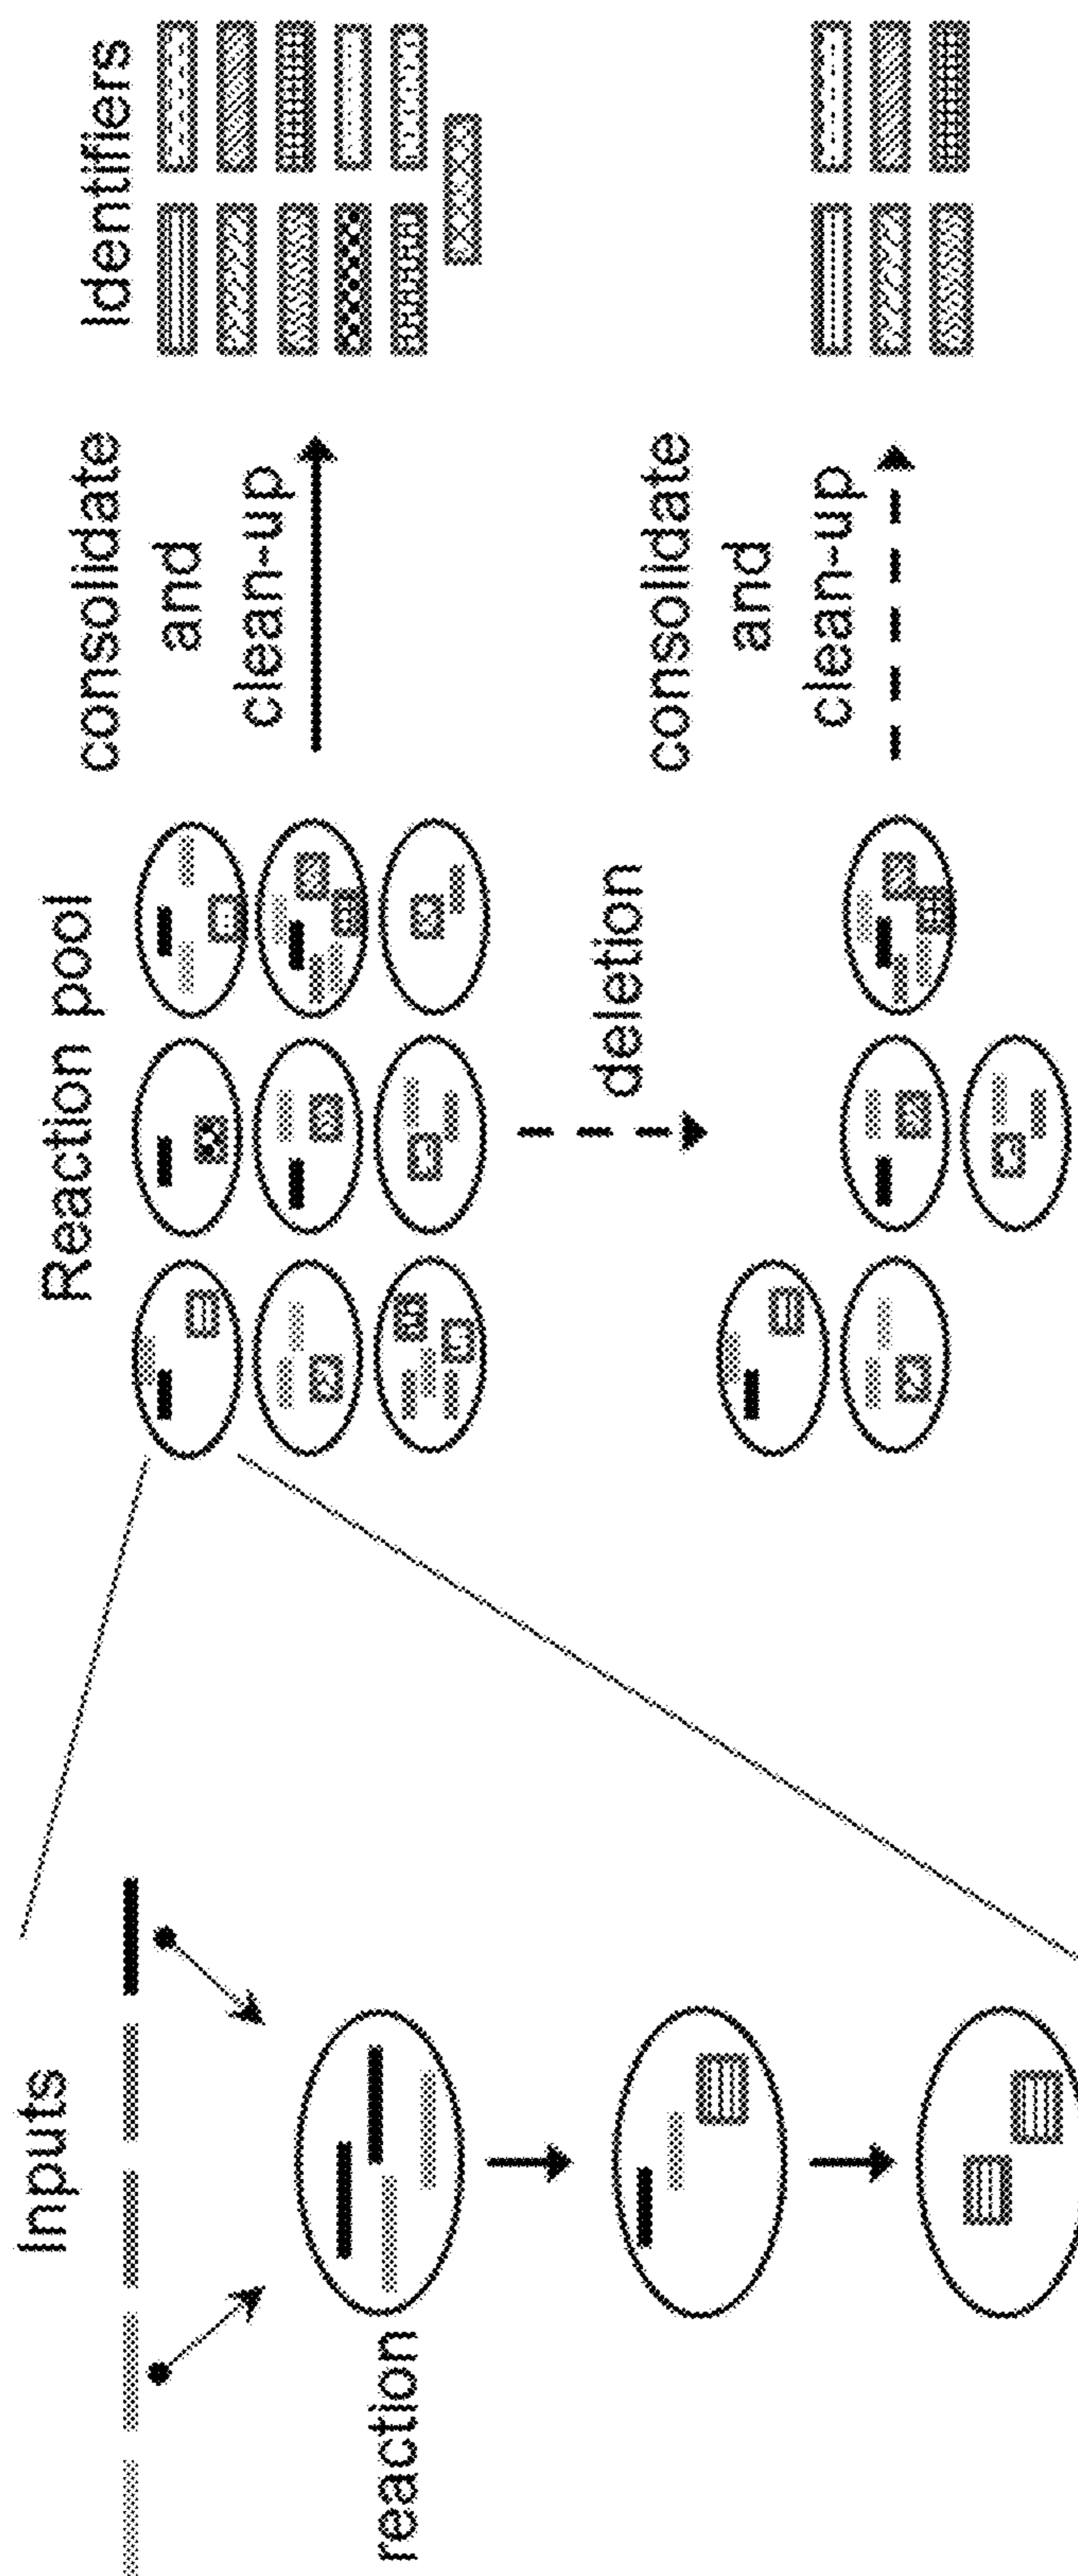 Inputs
reaction
Reaction pool
deletion
consolidate
and
clean-up
consolidate
and
clean-up
Identifiers